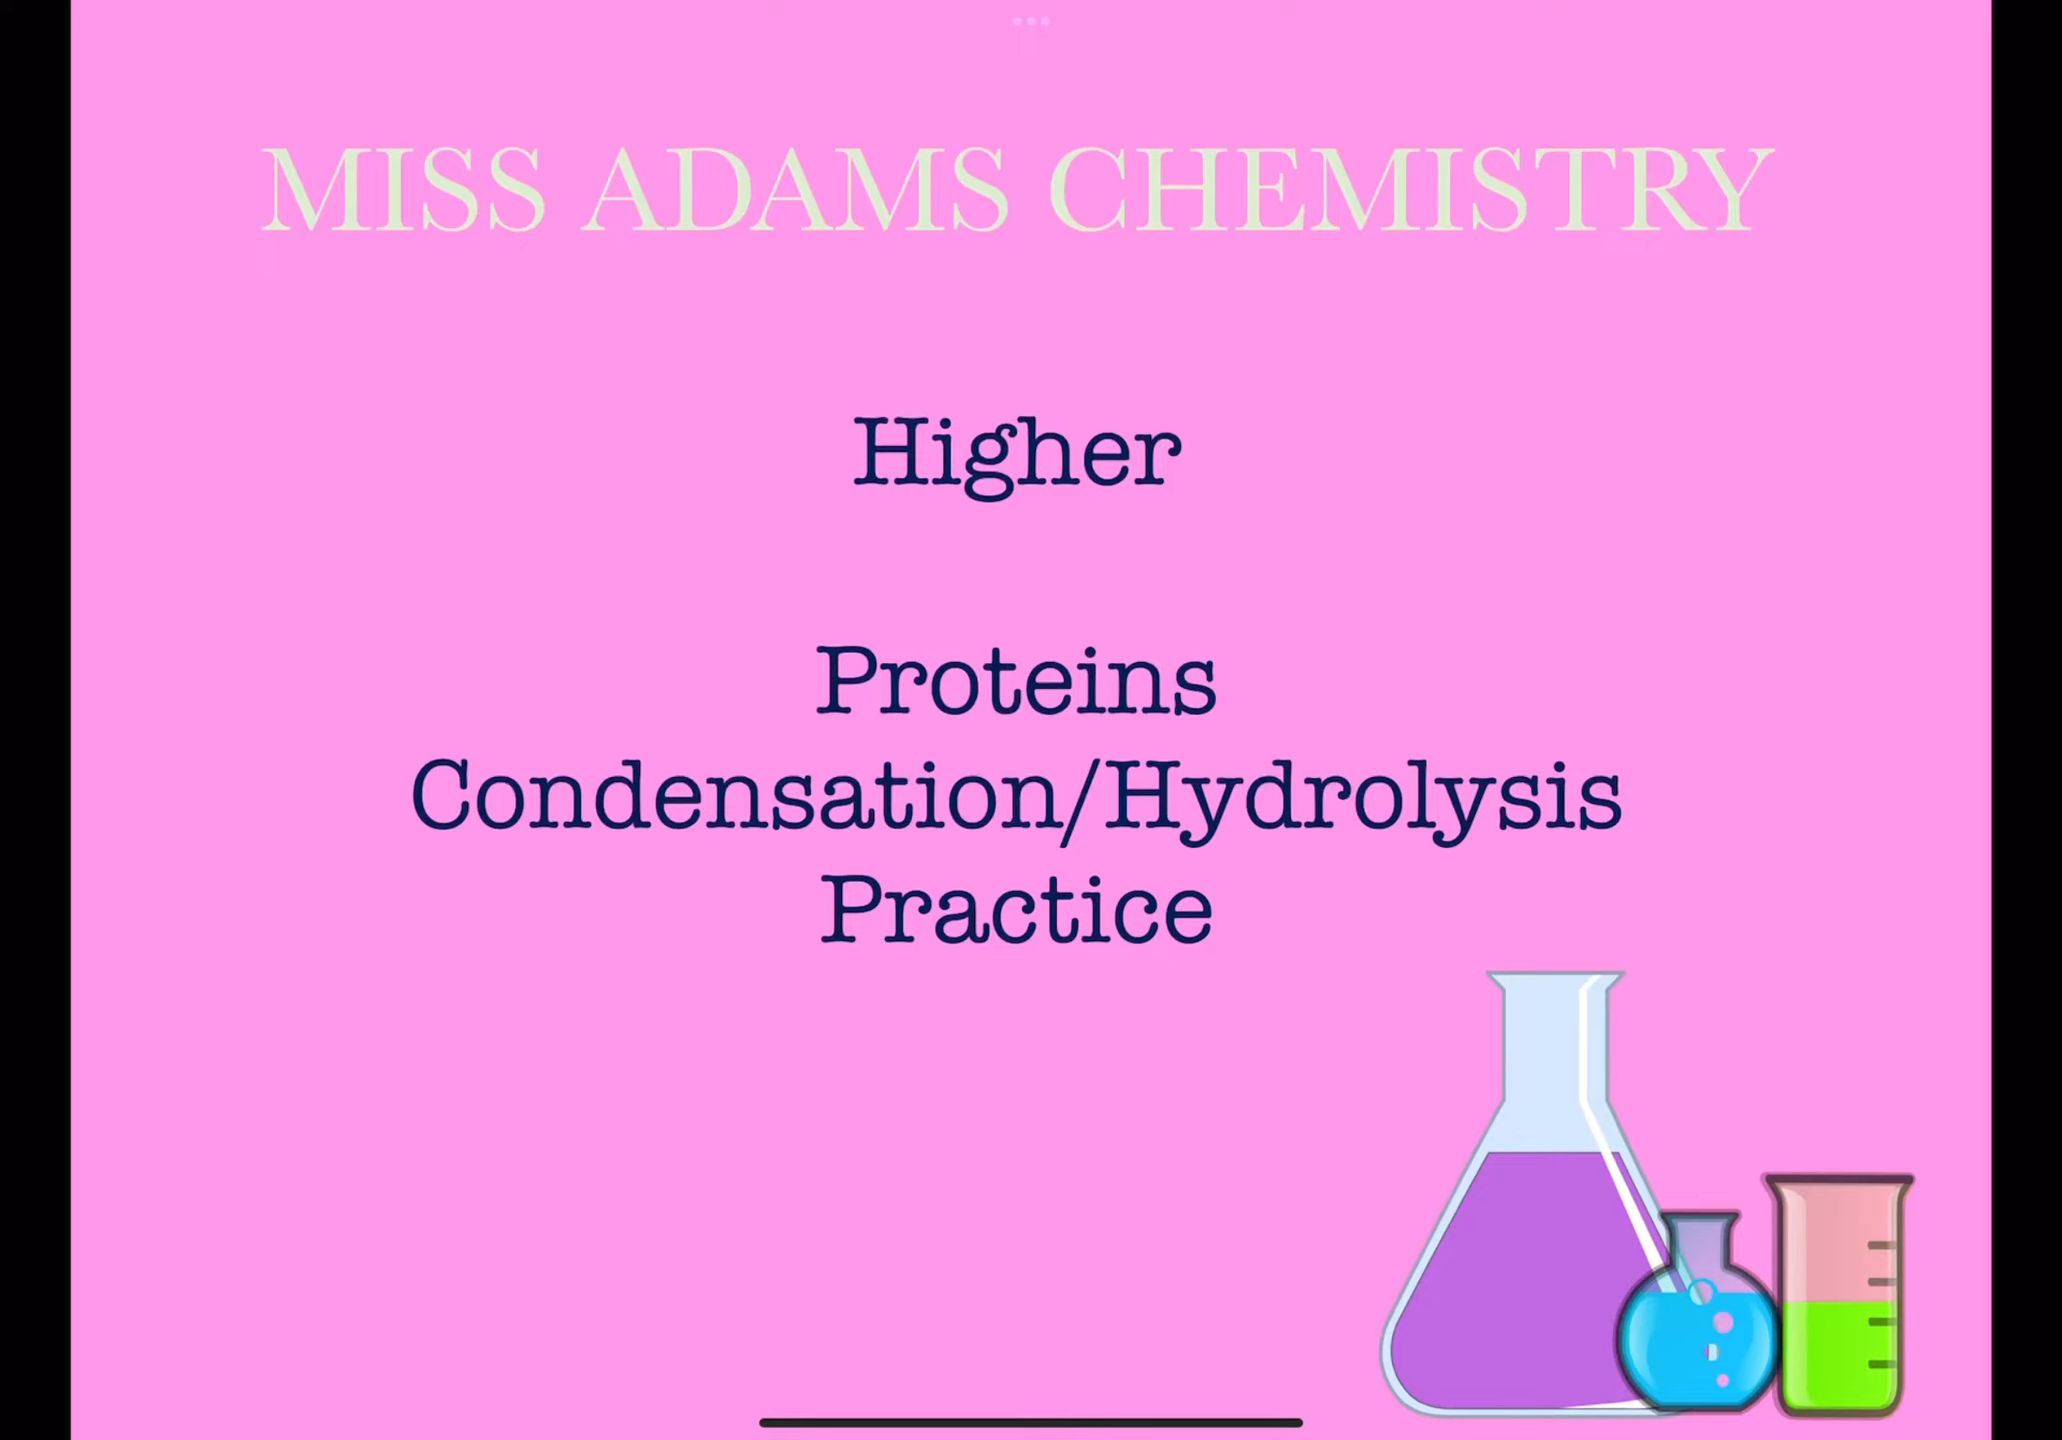 MISS ADAMS CHEMISTRY
Higher
Proteins
Condensation/Hydrolysis
Practice